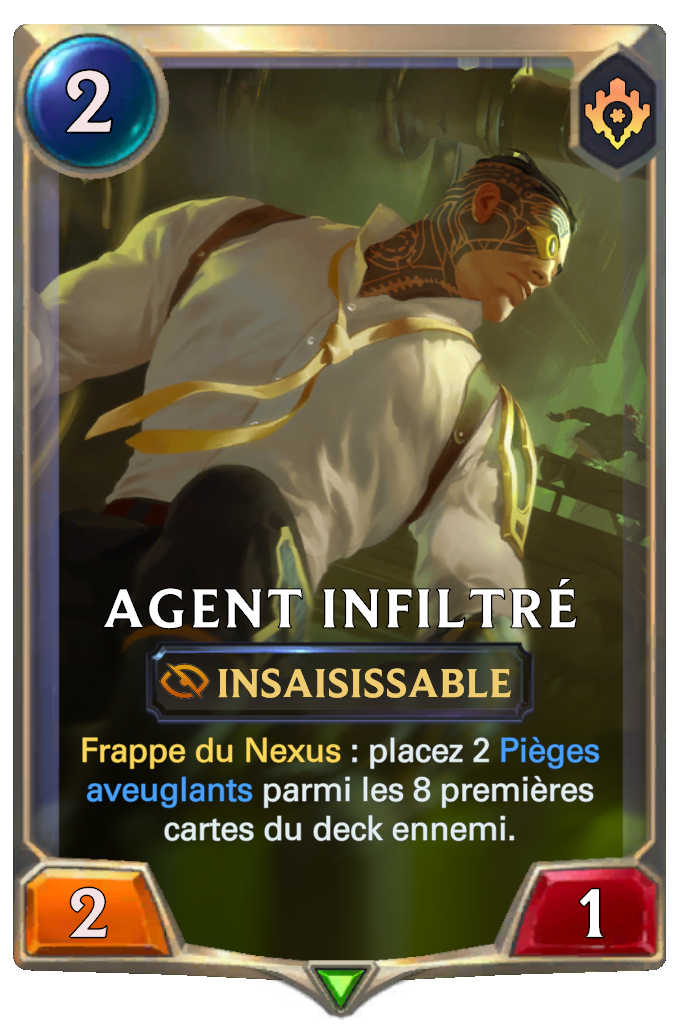 2
AGENT INFILTRÉ
INSAISISSABLE
Frappe du Nexus : placez 2 Pièges
aveuglants parmi les 8 premières
cartes du deck ennemi.
2
1